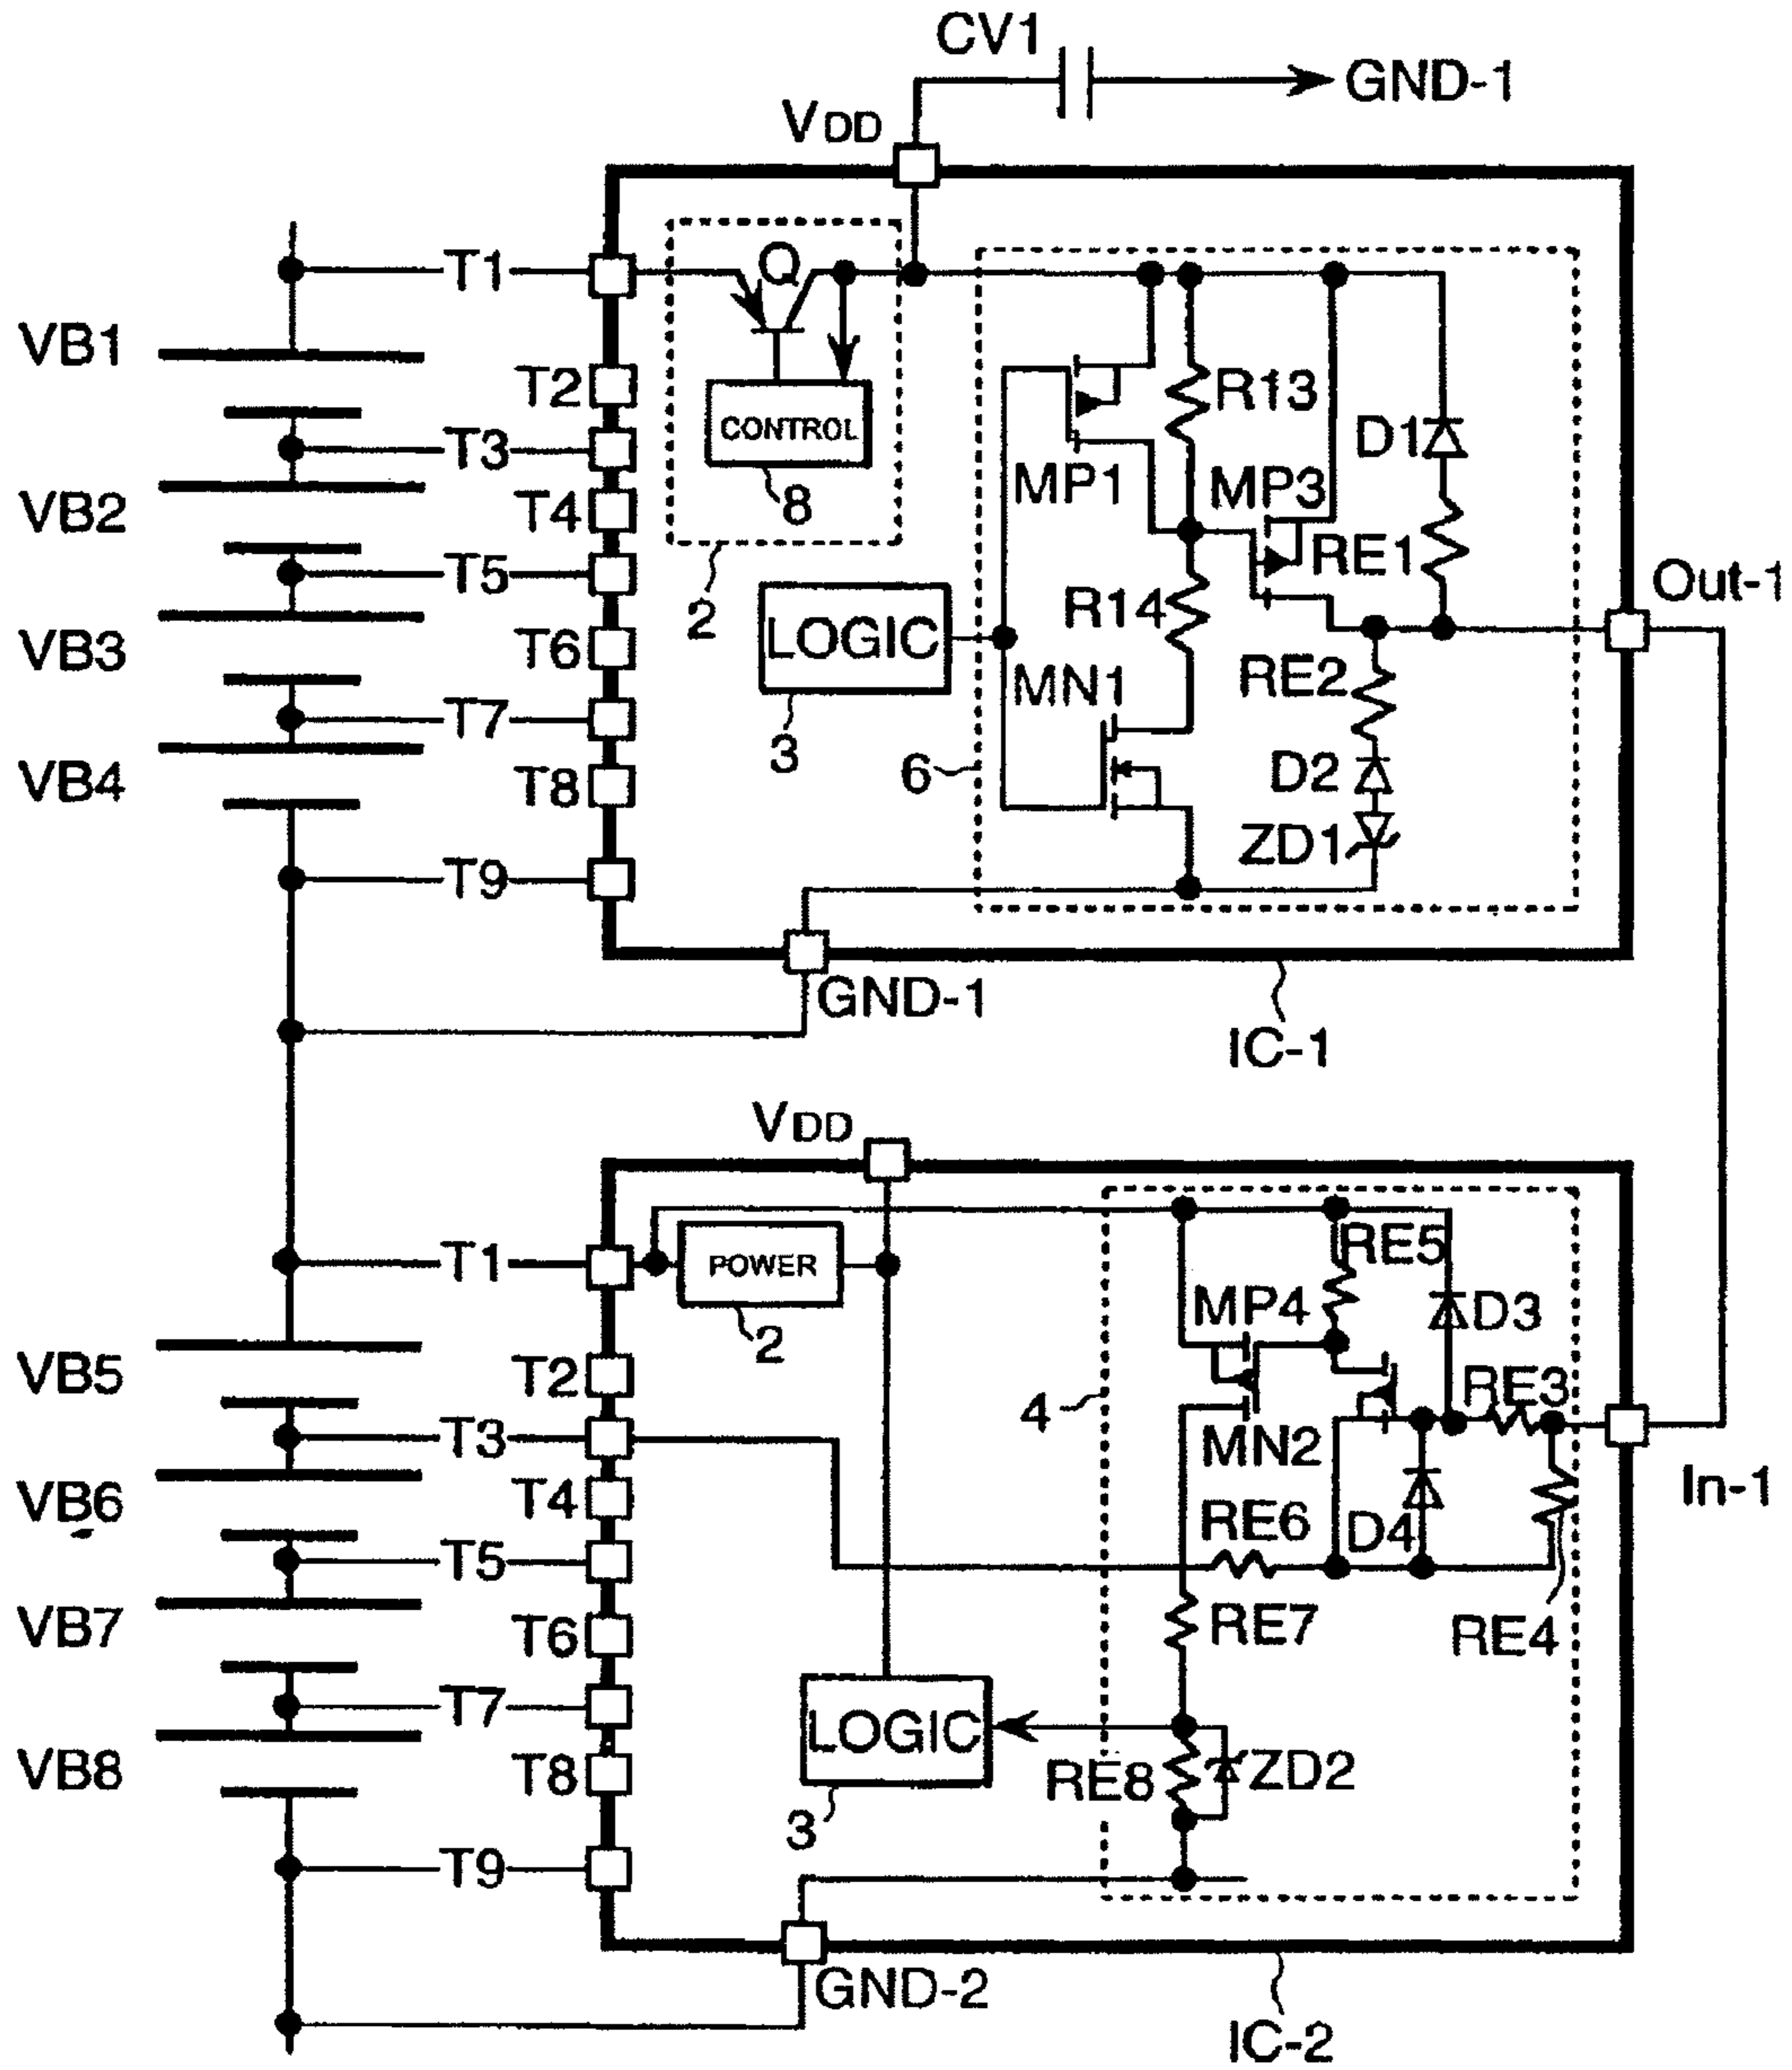 CV1
GND-1
VDD
T1
Q
VB1
T2
CONTROL
R13
D1
T3
MP1
MP3
VB2
T4
8
T5
RE1
Out-1
2
R14
VB3
T6
LOGIC
MN1
RE2
T7
3
6
D2
VB4
T8
ZD1
T9
GND-1
IC-1
VDD
T1
POWER
RE5
2
MP4
D3
VB5
T2
RE3
4
T3
MN2
In-1
VB6
T4
RE6
D4
T5
VB7
T6
RE7
RE4
T7
LOGIC
VB8
T8
RE8
ZD2
3
T9
GND-2
IC-2